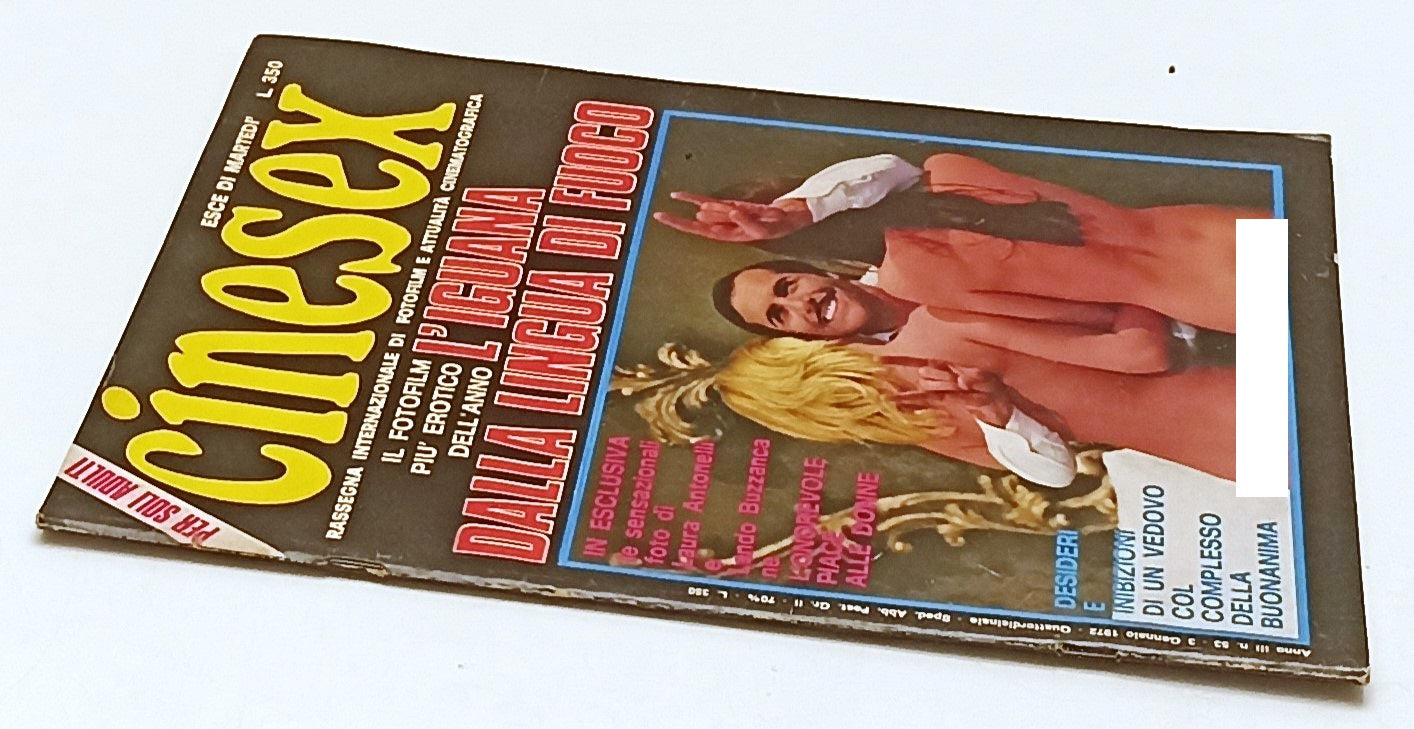 PER SOLI ADULTI
ESCE DI MARTEDI'
L. 350
cinesex
RASSEGNA INTERNAZIONALE DI FOTOFILM E ATTUALITÀ CINEMATOGRAFICA
IL FOTOFILM
PIU' EROTICO
DELL'ANNO
L'IGUANA
DALLA LINGUA DI FUOCO
IN ESCLUSIVA
le sensazionali
foto di
Laura Antonelli
e
Lando Buzzanca
ne
L'ONOREVOLE
PIACE
ALLE DONNE
DESIDERI
E
INIBIZIONI
DI UN VEDOVO
COL
COMPLESSO
DELLA
BUONANIMA
Anno III n. 53 - 3 Gennaio 1972 - Quattordicinale - Sped. Abb. Post. Gr. II - 70% - L. 350